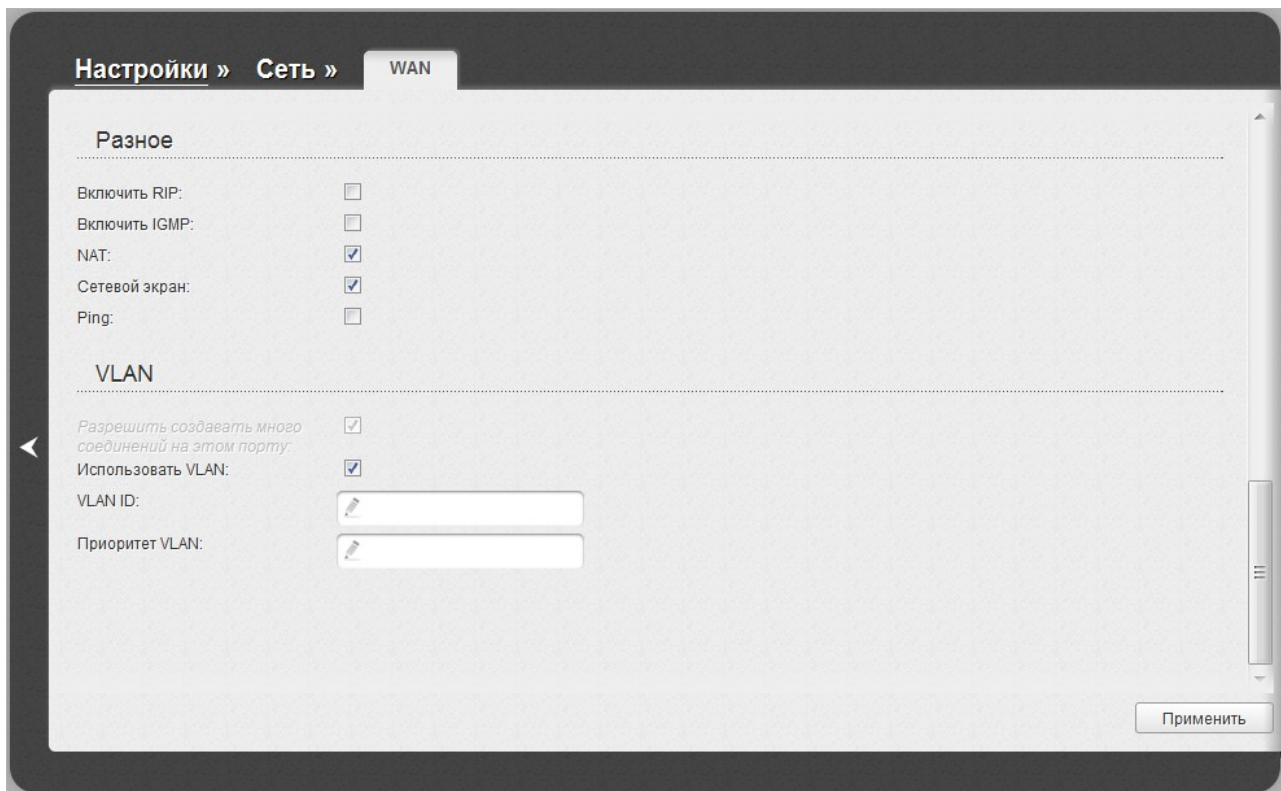 Настройки » Сеть » WAN
Разное
Включить RIP:
Включить IGMP:
NAT:
Сетевой экран:
Ping:
VLAN
Разрешить создавать много
соединений на этом порту:
Использовать VLAN:
VLAN ID:
Приоритет VLAN:
Применить